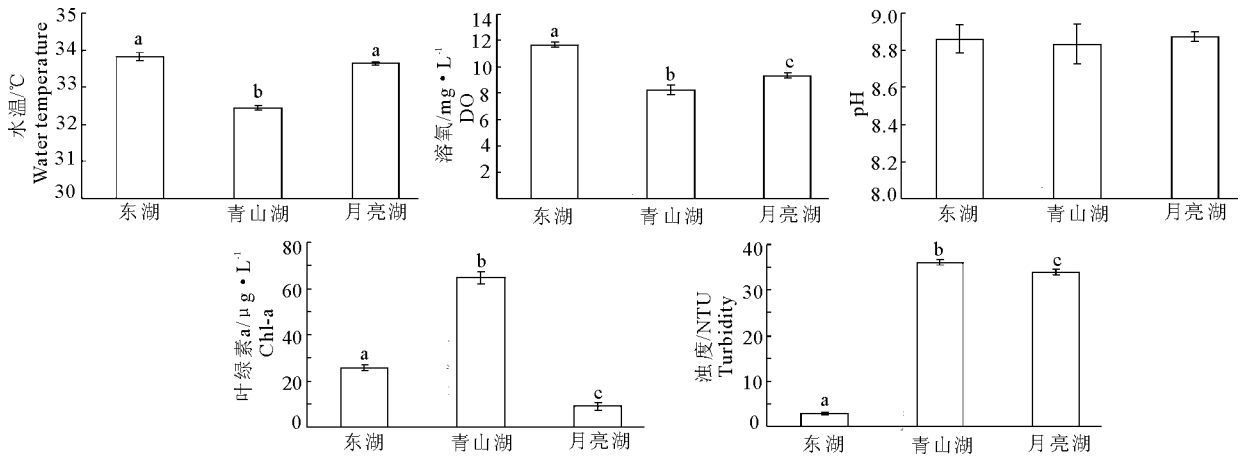 水温/℃
Water temperature
35
34
33
32
31
30
a
b
a
东湖
青山湖
月亮湖
溶氧/mg·L⁻¹
DO
14
12
10
8
6
4
2
a
b
c
东湖
青山湖
月亮湖
pH
9.0
8.8
8.6
8.4
8.2
8.0
东湖
青山湖
月亮湖
叶绿素a/μg·L⁻¹
Chl-a
80
60
40
20
0
a
b
c
东湖
青山湖
月亮湖
浊度/NTU
Turbidity
40
30
20
10
0
a
b
c
东湖
青山湖
月亮湖